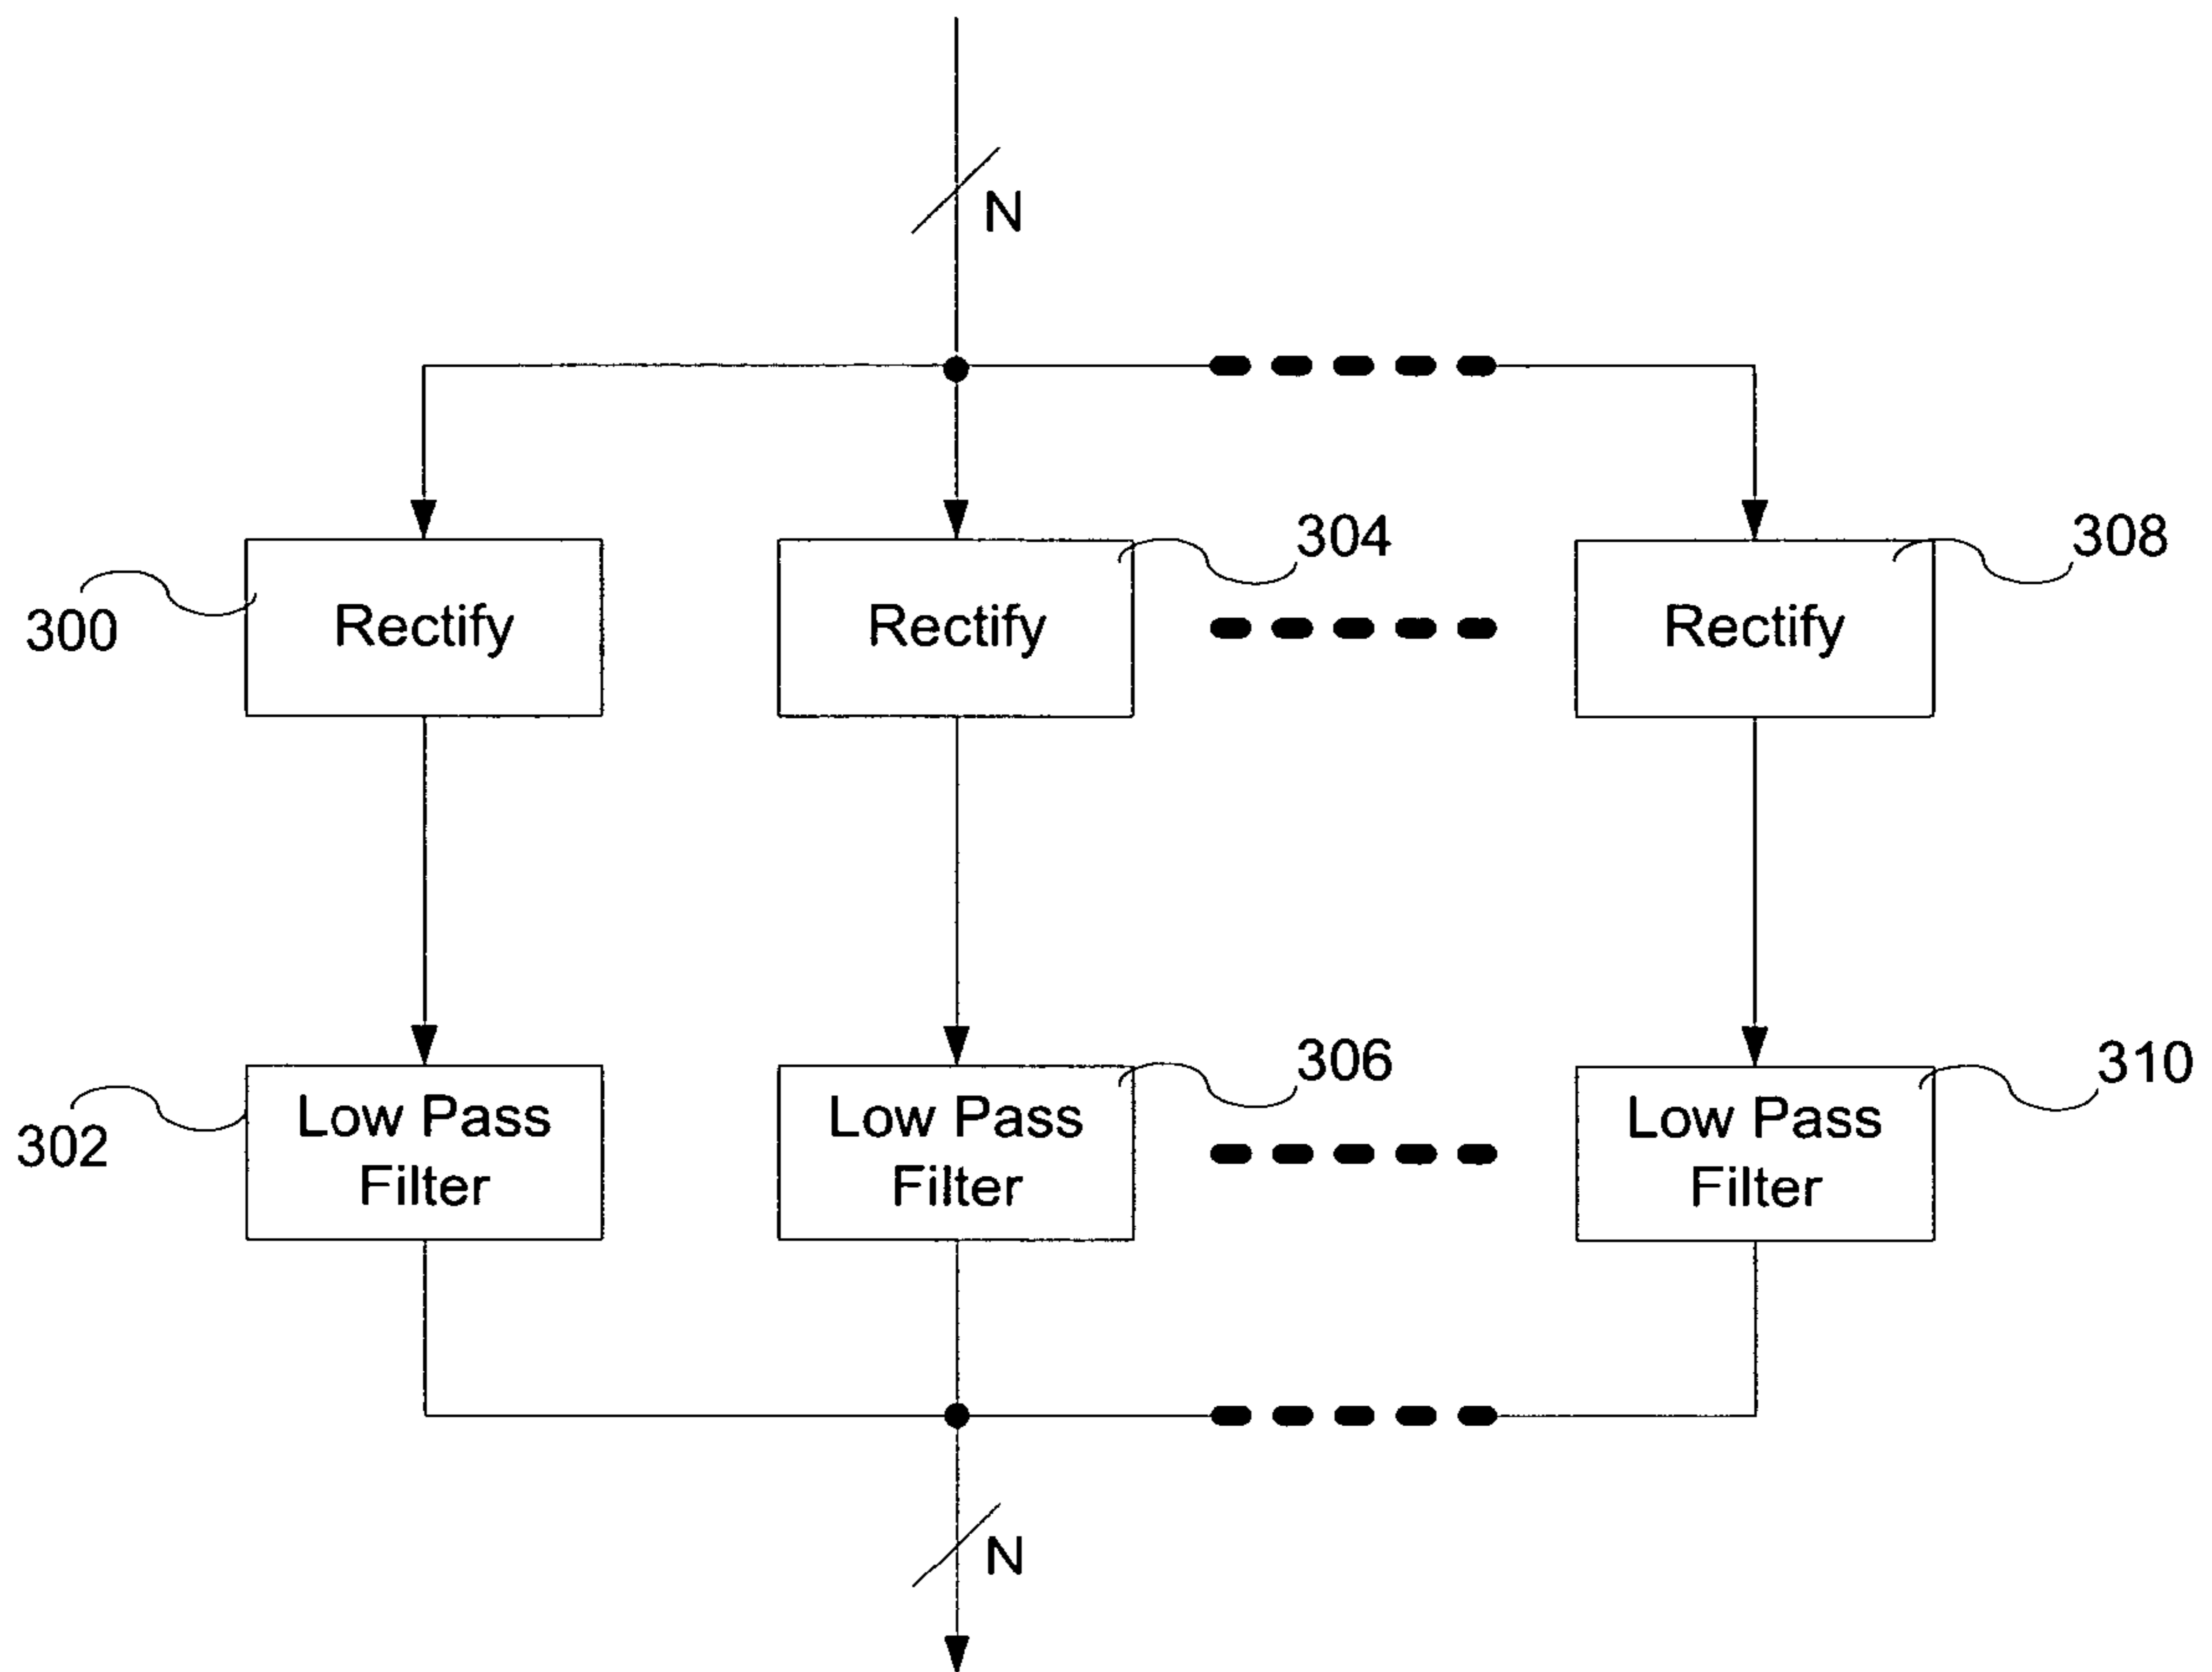 N
304
308
300
Rectify
Rectify
Rectify
306
310
302
Low Pass
Filter
Low Pass
Filter
Low Pass
Filter
N